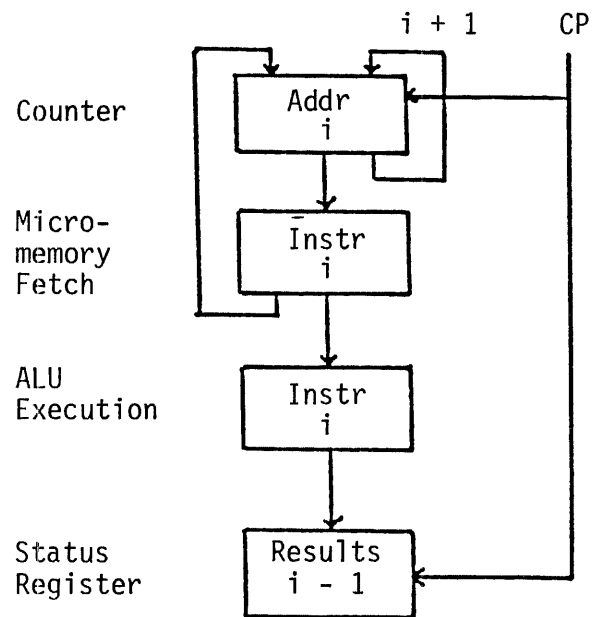 i + 1
CP
Counter
Addr
i
Micro-
memory
Fetch
Instr
i
ALU
Execution
Instr
i
Status
Register
Results
i - 1